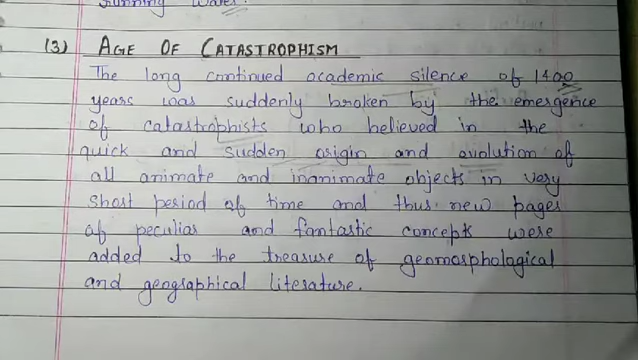 Running Water.
(3) AGE OF CATASTROPHISM
The long continued academic silence of 1400
years was suddenly broken by the emergence
of catastrophists who believed in the
quick and sudden origin and evolution of
all animate and inanimate objects in very
short period of time and thus new pages
of peculiar and fantastic concepts were
added to the treasure of geomorphological
and geographical literature.